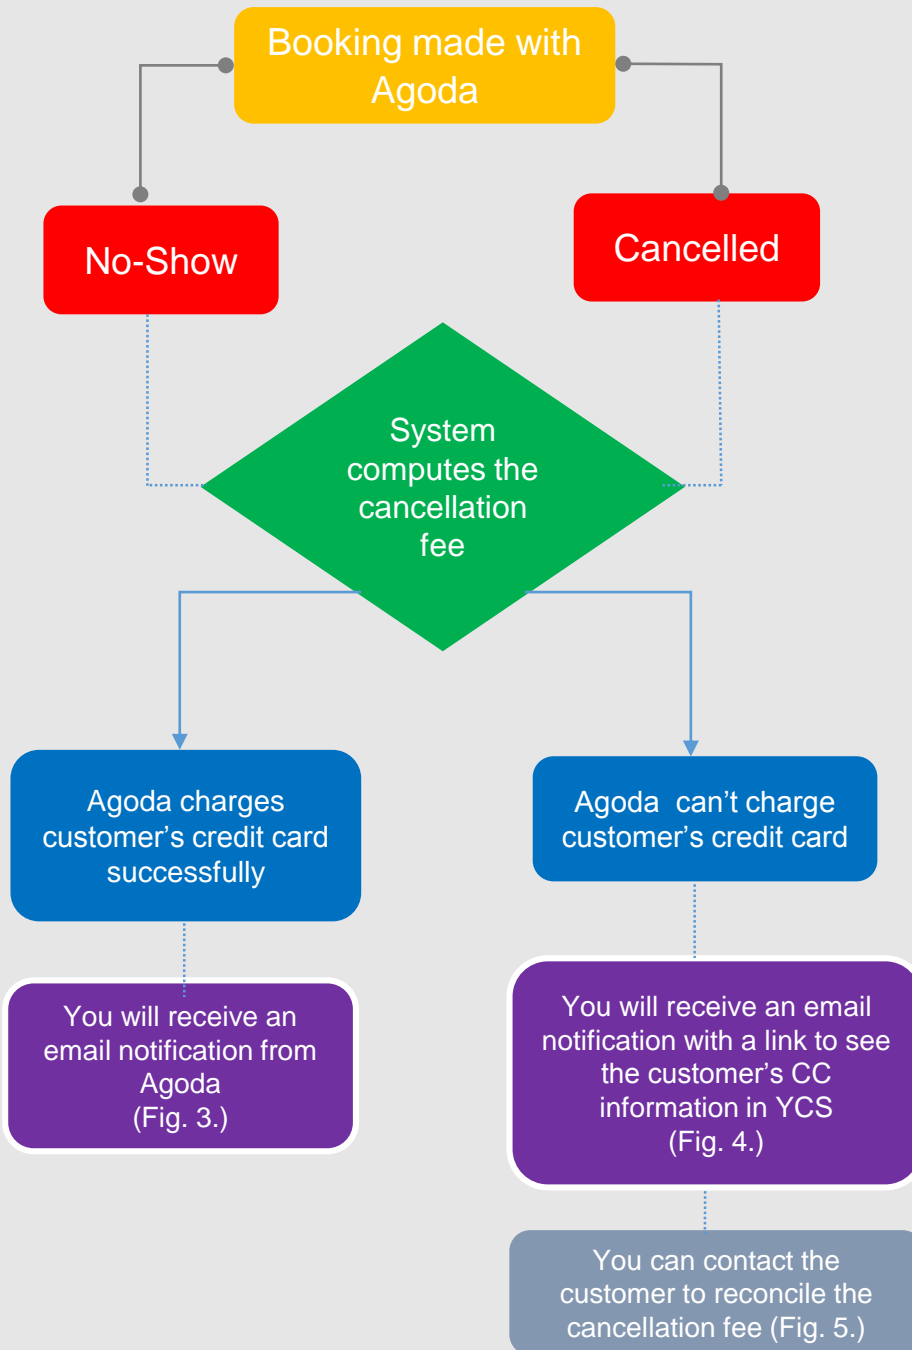 Booking made with
Agoda
No-Show
Cancelled
System
computes the
cancellation
fee
Agoda charges
customer’s credit card
successfully
Agoda can’t charge
customer’s credit card
You will receive an
email notification from
Agoda
(Fig. 3.)
You will receive an email
notification with a link to see
the customer’s CC
information in YCS
(Fig. 4.)
You can contact the
customer to reconcile the
cancellation fee (Fig. 5.)